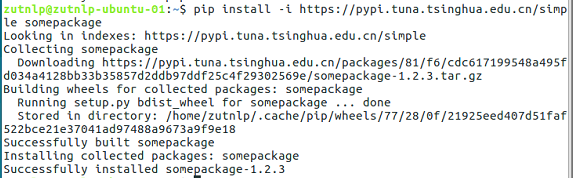 zutnlp@zutnlp-ubuntu-01:~$ pip install -i https://pypi.tuna.tsinghua.edu.cn/simp
le somepackage
Looking in indexes: https://pypi.tuna.tsinghua.edu.cn/simple
Collecting somepackage
  Downloading https://pypi.tuna.tsinghua.edu.cn/packages/81/f6/cdc617199548a495f
d034a4128bb33b35857d2ddb97ddf25c4f29302569e/somepackage-1.2.3.tar.gz
Building wheels for collected packages: somepackage
  Running setup.py bdist_wheel for somepackage ... done
  Stored in directory: /home/zutnlp/.cache/pip/wheels/77/28/0f/21925eed407d51faf
522bce21e37041ad97488a9673a9f9e18
Successfully built somepackage
Installing collected packages: somepackage
Successfully installed somepackage-1.2.3